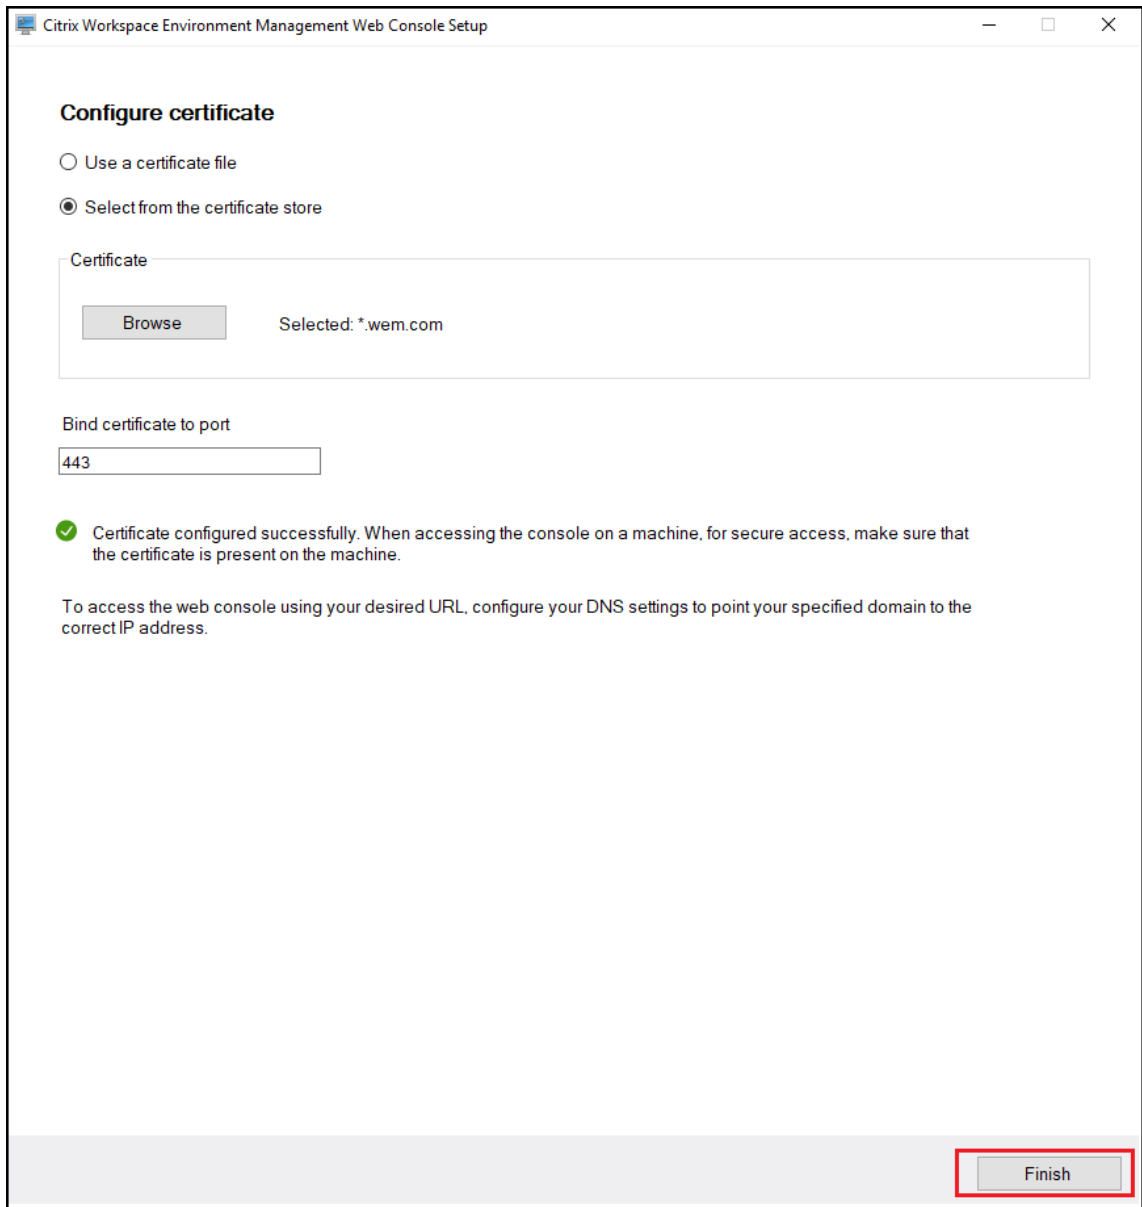 Citrix Workspace Environment Management Web Console Setup
Configure certificate
Use a certificate file
Select from the certificate store
Certificate
Browse
Selected: *.wem.com
Bind certificate to port
443
Certificate configured successfully. When accessing the console on a machine, for secure access, make sure that
the certificate is present on the machine.
To access the web console using your desired URL, configure your DNS settings to point your specified domain to the
correct IP address.
Finish